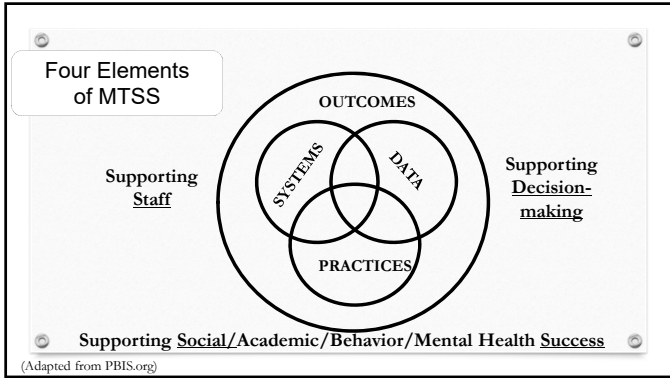 Four Elements
of MTSS
OUTCOMES
Supporting
Staff
SYSTEMS
DATA
Supporting
Decision-
making
PRACTICES
Supporting Social/Academic/Behavior/Mental Health Success
(Adapted from PBIS.org)